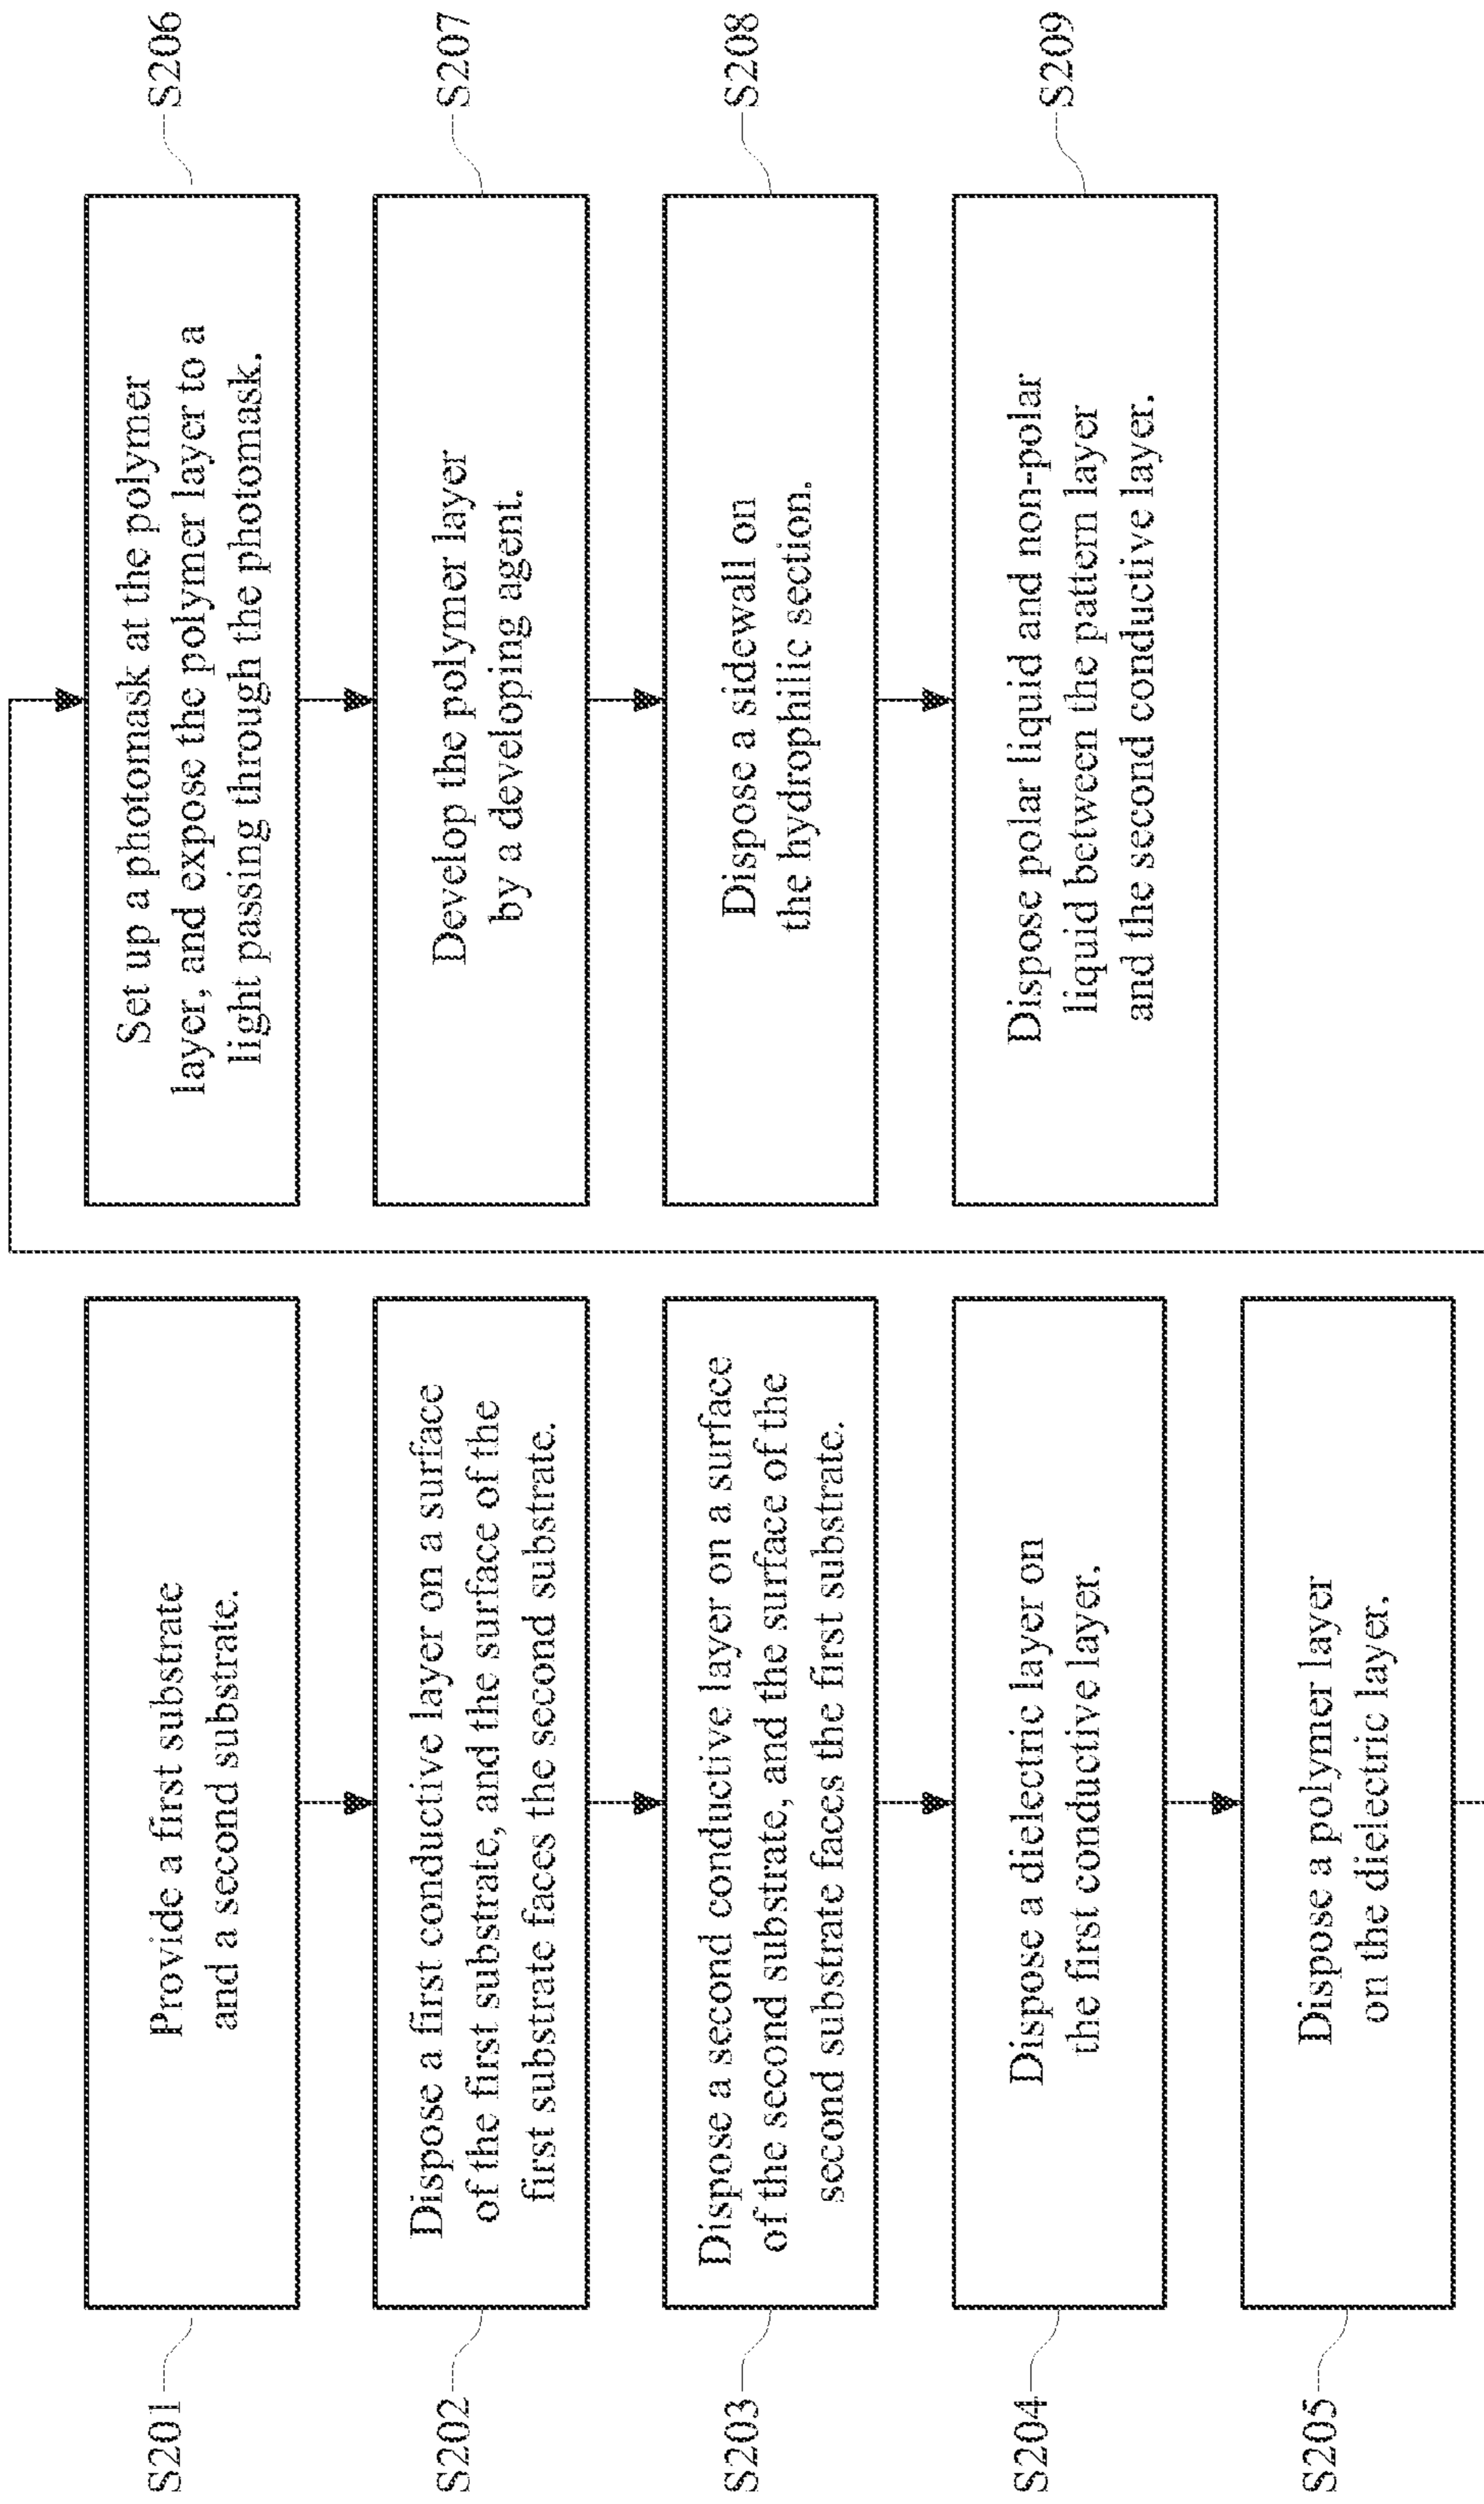 S201
Provide a first substrate
and a second substrate.
S202
Dispose a first conductive layer on a surface
of the first substrate, and the surface of the
first substrate faces the second substrate.
S203
Dispose a second conductive layer on a surface
of the second substrate, and the surface of the
second substrate faces the first substrate.
S204
Dispose a dielectric layer on
the first conductive layer.
S205
Dispose a polymer layer
on the dielectric layer.
S206
Set up a photomask at the polymer
layer, and expose the polymer layer to a
light passing through the photomask.
S207
Develop the polymer layer
by a developing agent.
S208
Dispose a sidewall on
the hydrophilic section.
S209
Dispose polar liquid and non-polar
liquid between the pattern layer
and the second conductive layer.